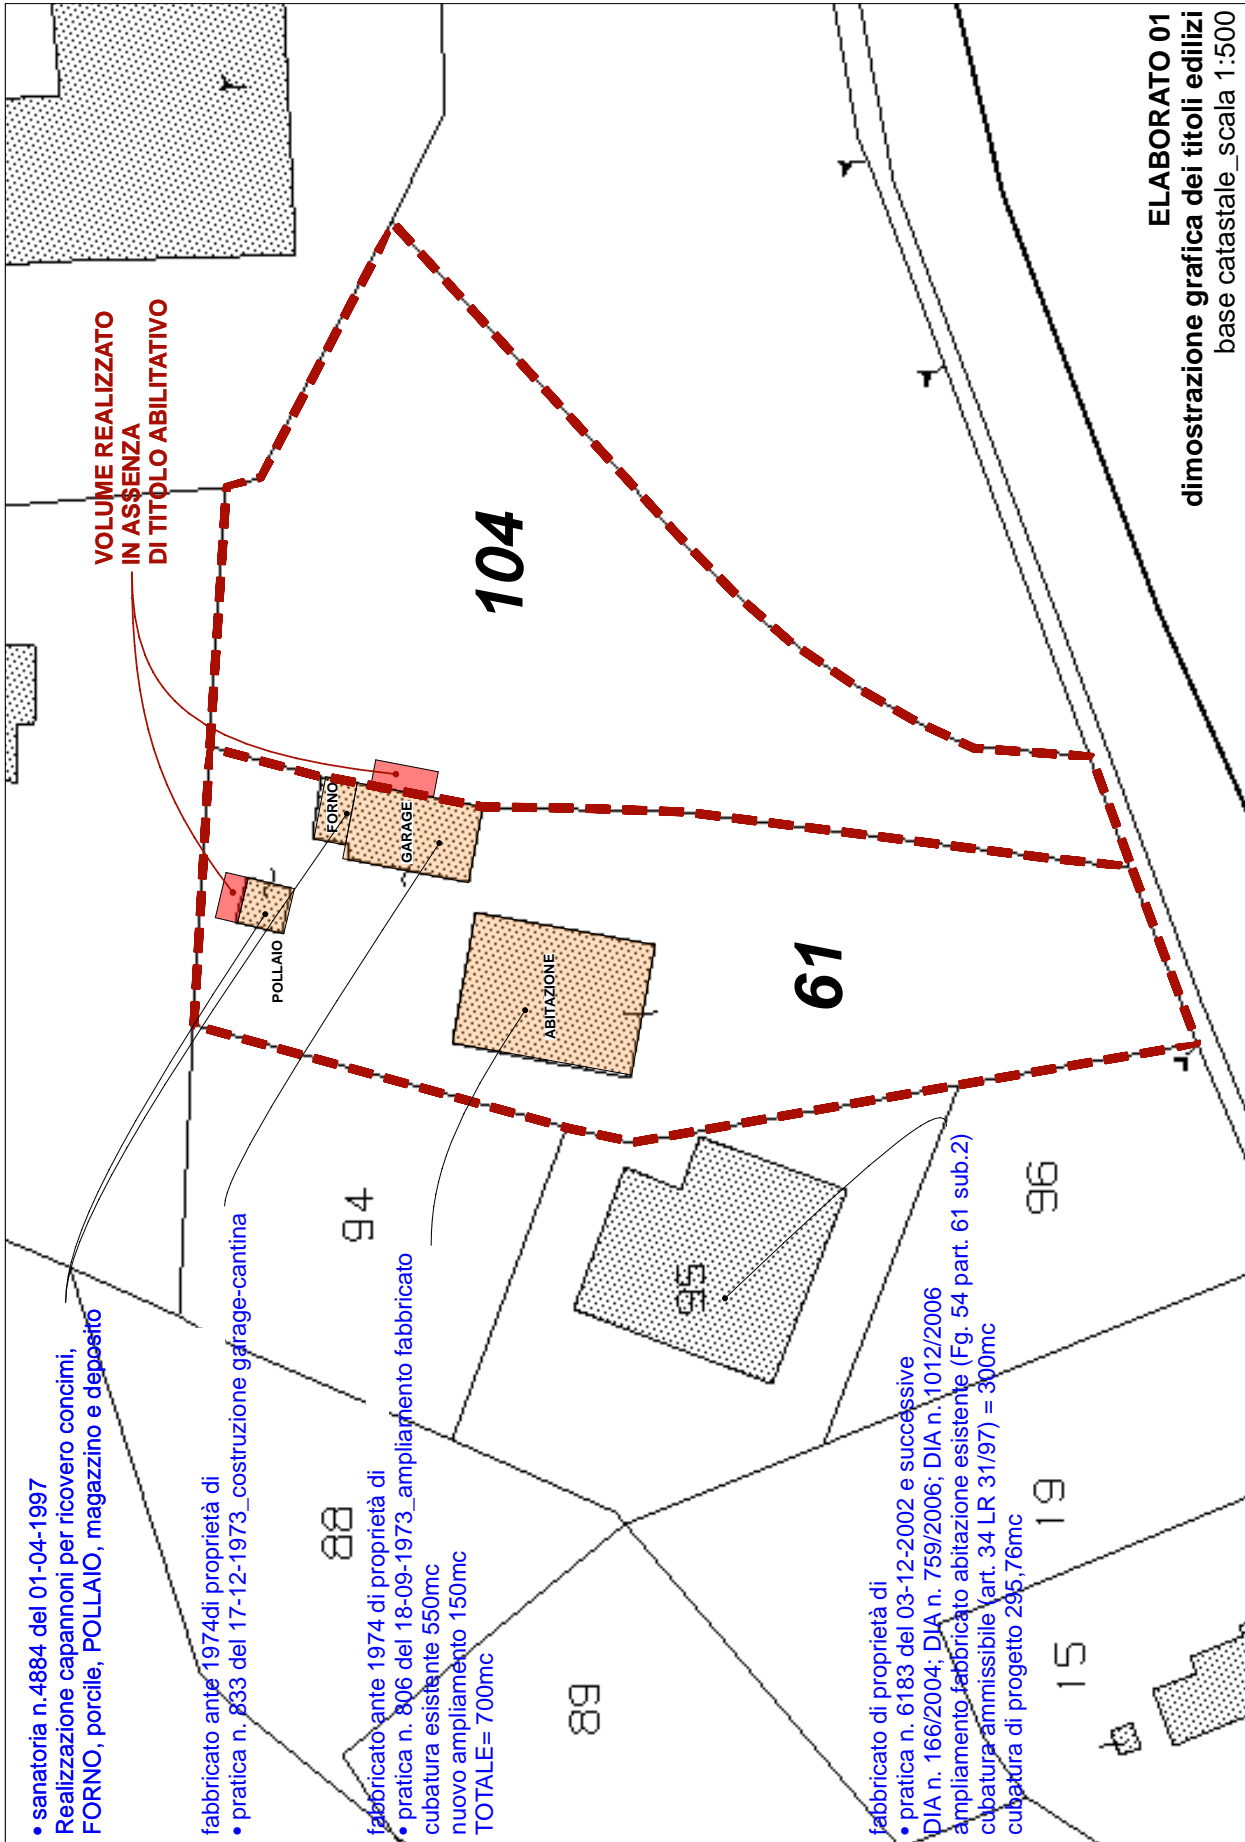 • sanatoria n.4884 del 01-04-1997
Realizzazione capannoni per ricovero concimi,
FORNO, porcile, POLLAIO, magazzino e deposito
fabbricato ante 1974di proprietà di
• pratica n. 833 del 17-12-1973_costruzione garage-cantina
fabbricato ante 1974 di proprietà di
• pratica n. 806 del 18-09-1973_ampliamento fabbricato
cubatura esistente 550mc
nuovo ampliamento 150mc
TOTALE= 700mc
fabbricato di proprietà di
• pratica n. 6183 del 03-12-2002 e successive
DIA n. 166/2004; DIA n. 759/2006; DIA n. 1012/2006
ampliamento fabbricato abitazione esistente (Fg. 54 part. 61 sub.2)
cubatura ammissibile (art. 34 LR 31/97) = 300mc
cubatura di progetto 295,76mc
VOLUME REALIZZATO
IN ASSENZA
DI TITOLO ABILITATIVO
POLLAIO
FORNO
GARAGE
ABITAZIONE
104
61
94
95
96
88
89
19
15
ELABORATO 01
dimostrazione grafica dei titoli edilizi
base catastale_scala 1:500